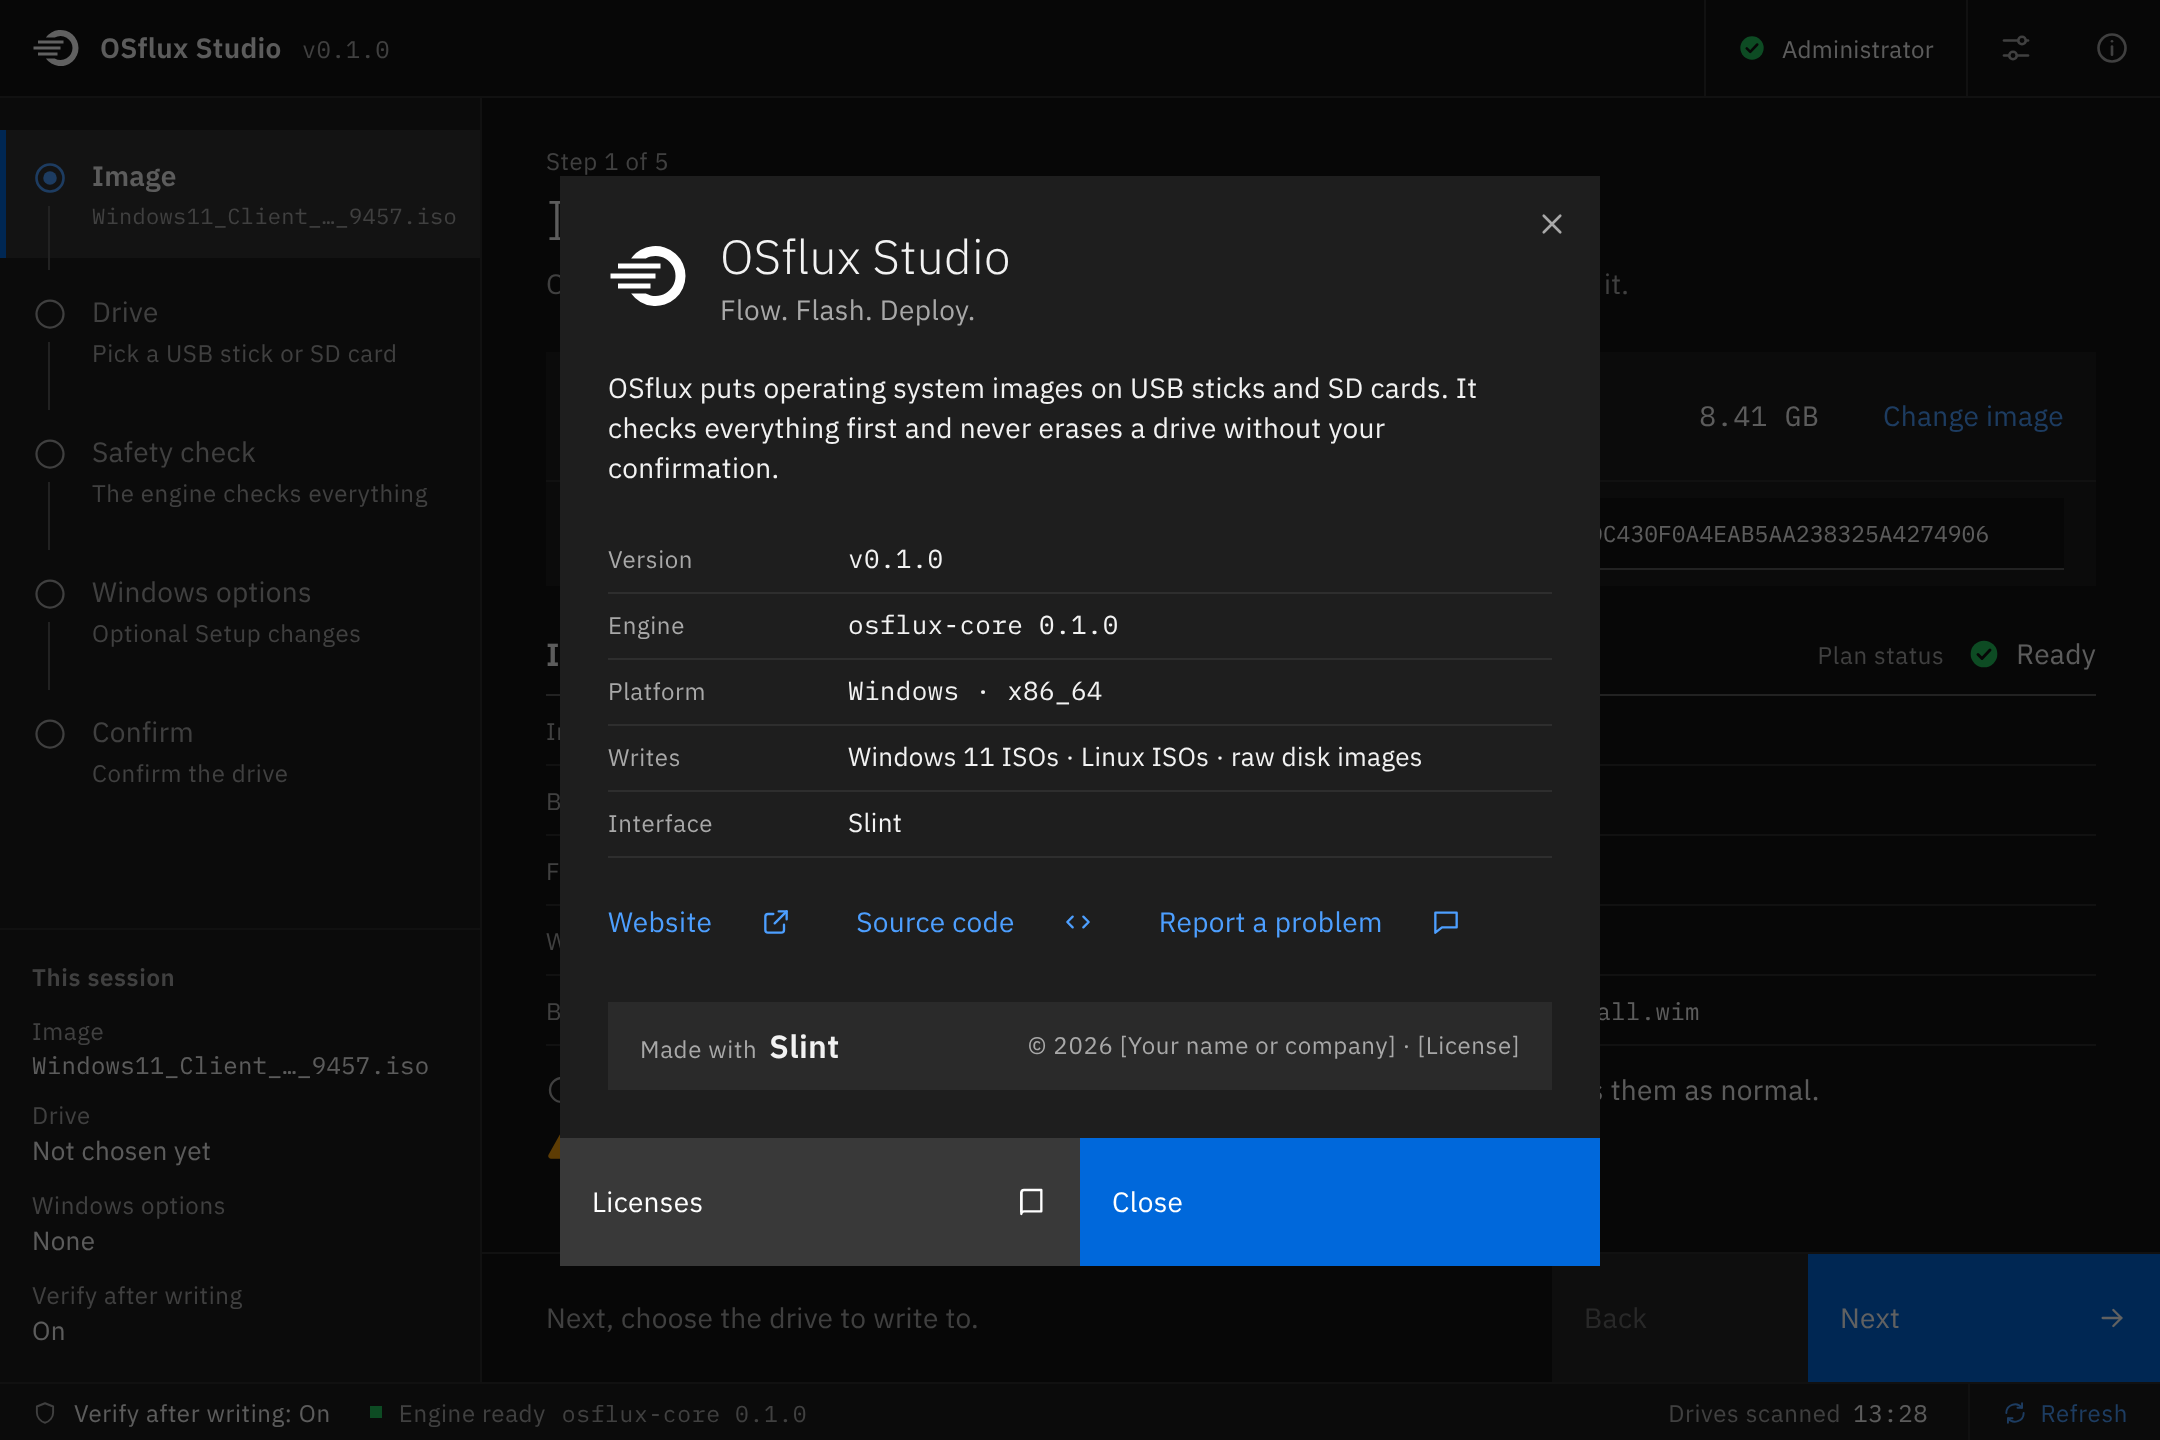 OSflux Studio v0.1.0
Administrator
Image
Windows11_Client_…_9457.iso
Drive
Pick a USB stick or SD card
Safety check
The engine checks everything
Windows options
Optional Setup changes
Confirm
Confirm the drive
This session
Image
Windows11_Client_…_9457.iso
Drive
Not chosen yet
Windows options
None
Verify after writing
On
Step 1 of 5
it.
8.41 GB
Change image
C430F0A4EAB5AA238325A4274906
Plan status Ready
all.wim
them as normal.
OSflux Studio
Flow. Flash. Deploy.
OSflux puts operating system images on USB sticks and SD cards. It
checks everything first and never erases a drive without your
confirmation.
Version v0.1.0
Engine osflux-core 0.1.0
Platform Windows · x86_64
Writes Windows 11 ISOs · Linux ISOs · raw disk images
Interface Slint
Website Source code Report a problem
Made with Slint © 2026 [Your name or company] · [License]
Licenses Close
Next, choose the drive to write to.
Back Next
Verify after writing: On Engine ready osflux-core 0.1.0 Drives scanned 13:28 Refresh